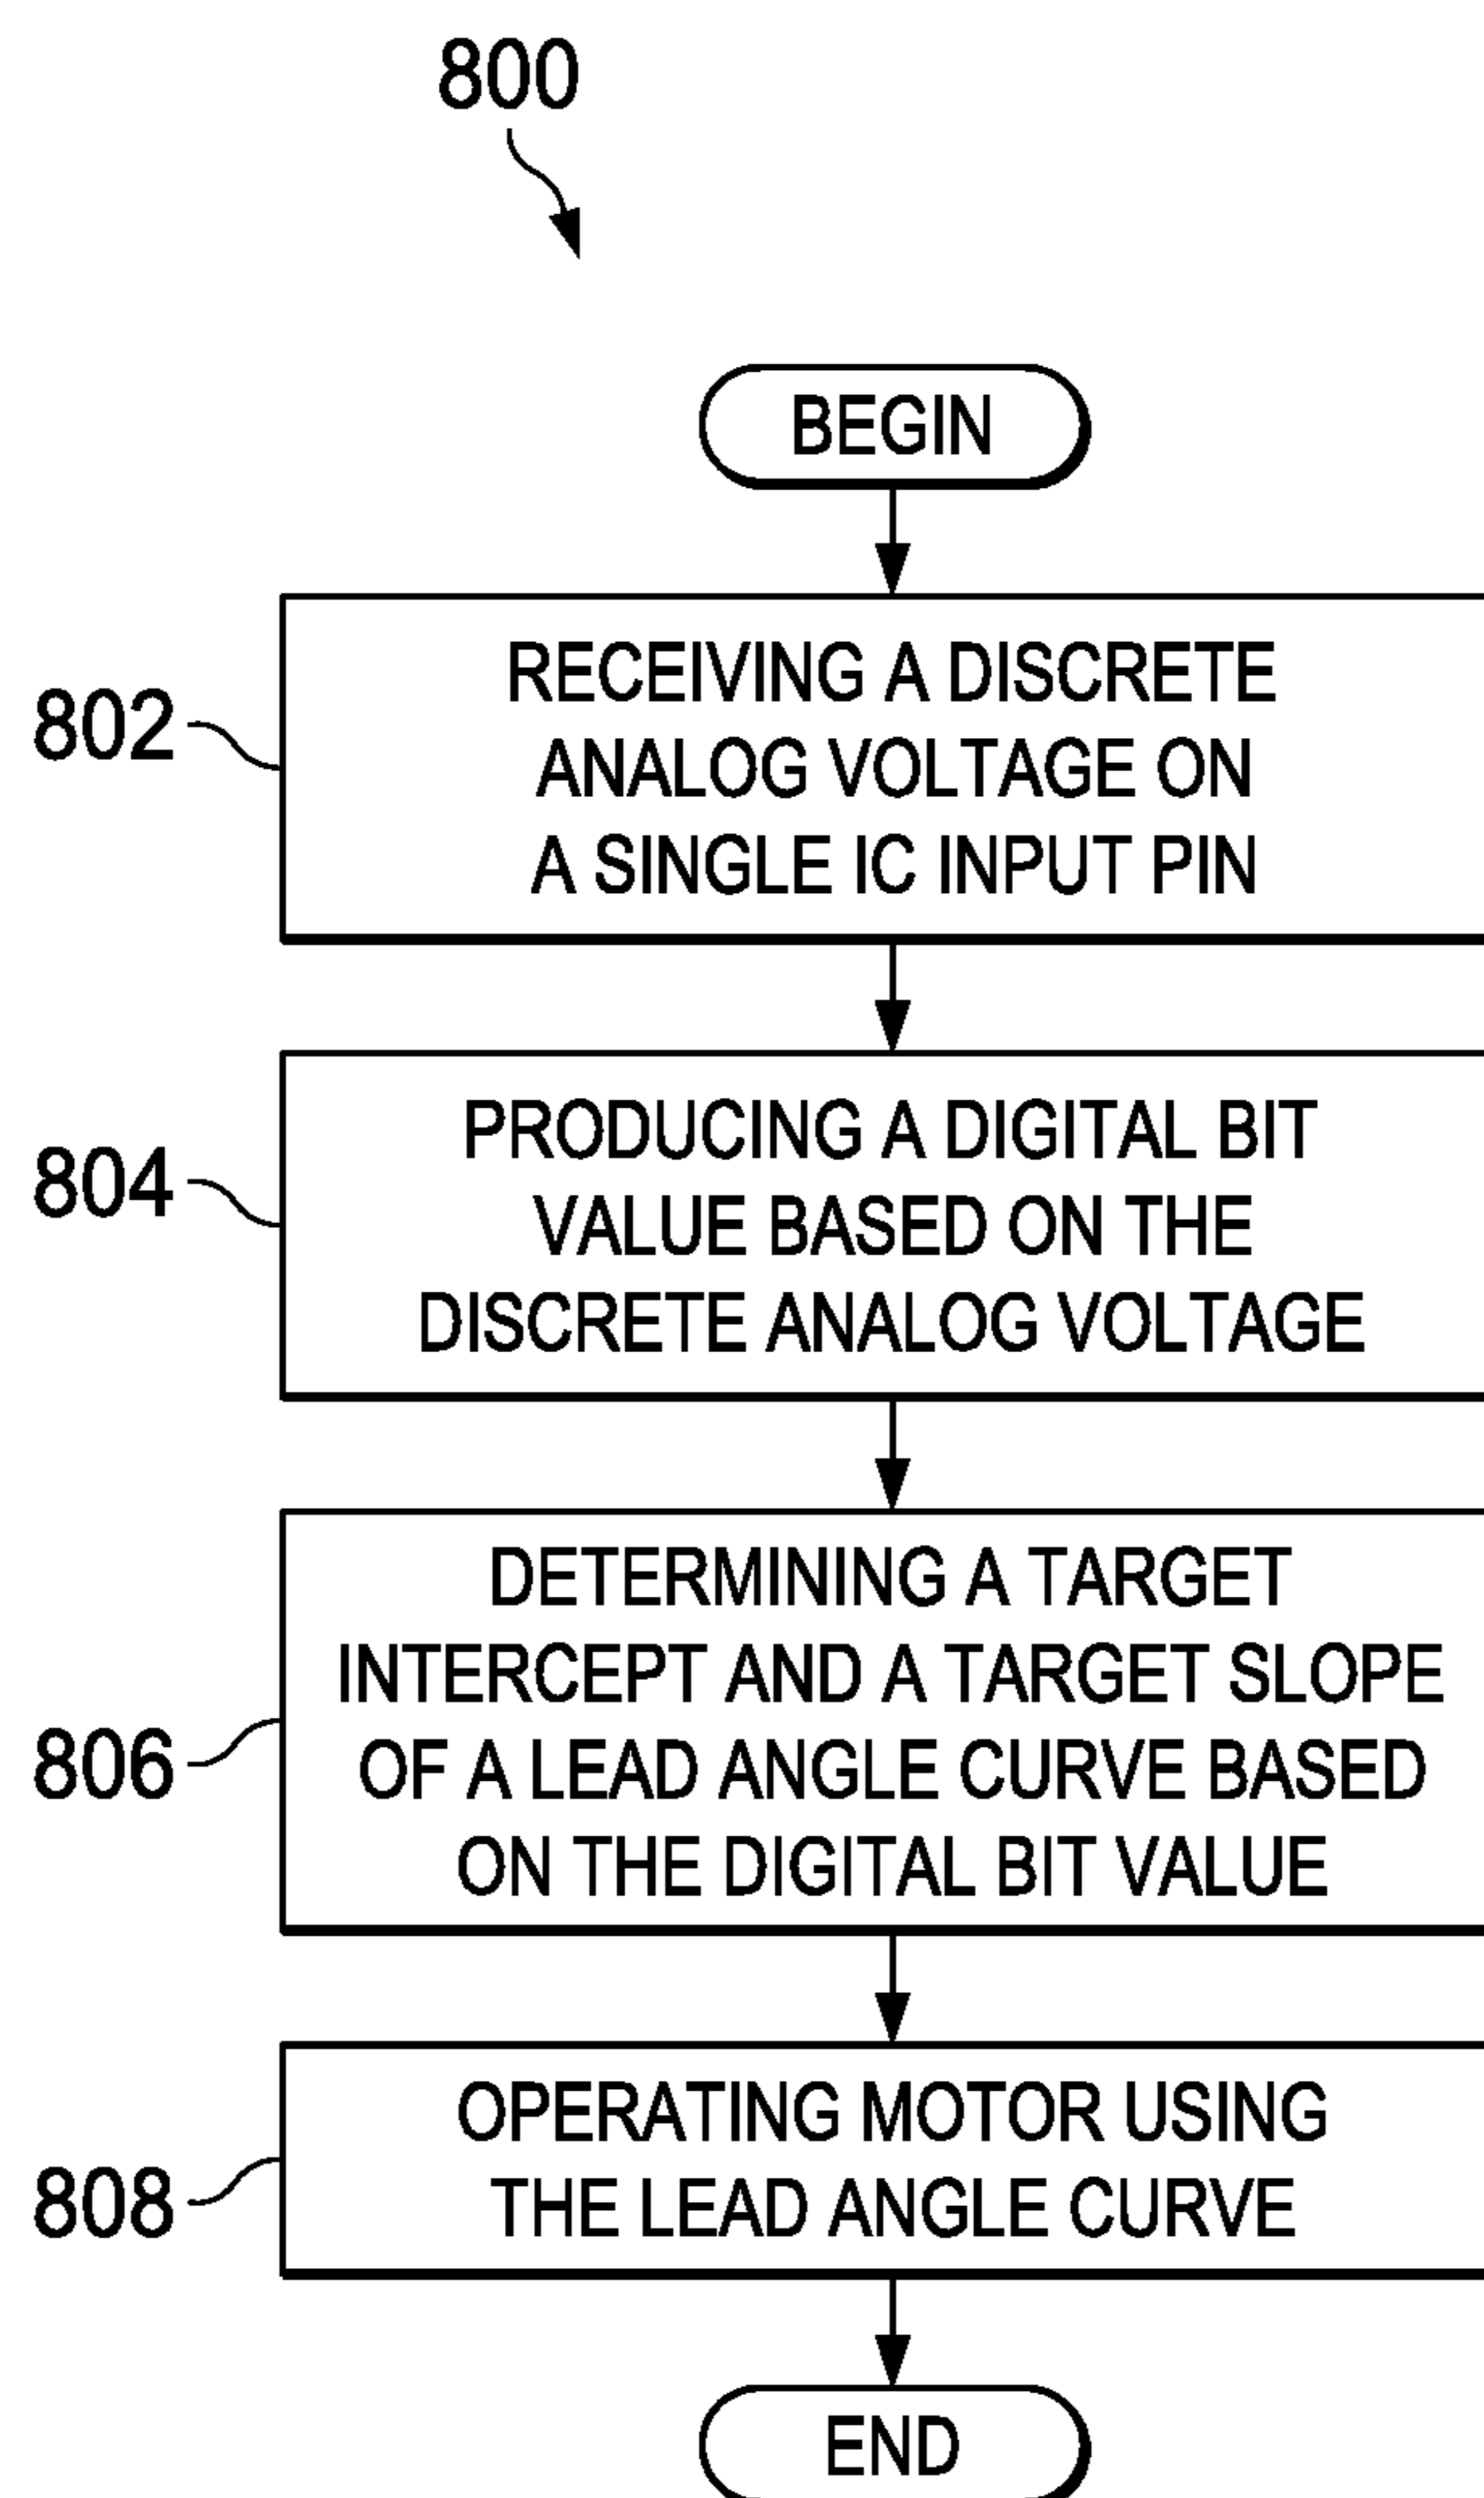 800
BEGIN
802
RECEIVING A DISCRETE
ANALOG VOLTAGE ON
A SINGLE IC INPUT PIN
804
PRODUCING A DIGITAL BIT
VALUE BASED ON THE
DISCRETE ANALOG VOLTAGE
806
DETERMINING A TARGET
INTERCEPT AND A TARGET SLOPE
OF A LEAD ANGLE CURVE BASED
ON THE DIGITAL BIT VALUE
808
OPERATING MOTOR USING
THE LEAD ANGLE CURVE
END